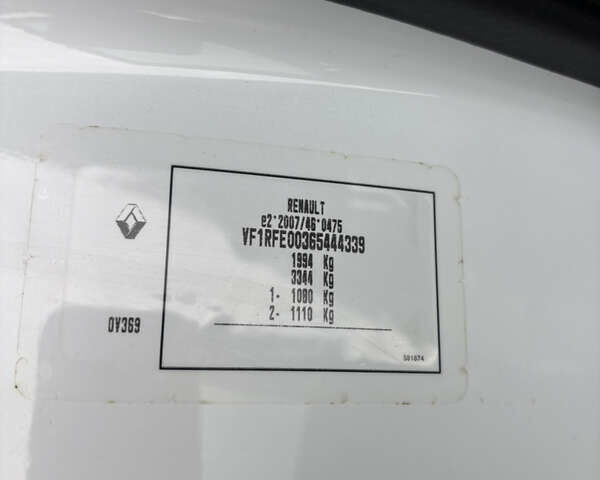 RENAULT
e2*2007/46*0475
VF1RFE00365444339
1994 Kg
3344 Kg
1- 1080 Kg
2- 1110 Kg
0V369
501874